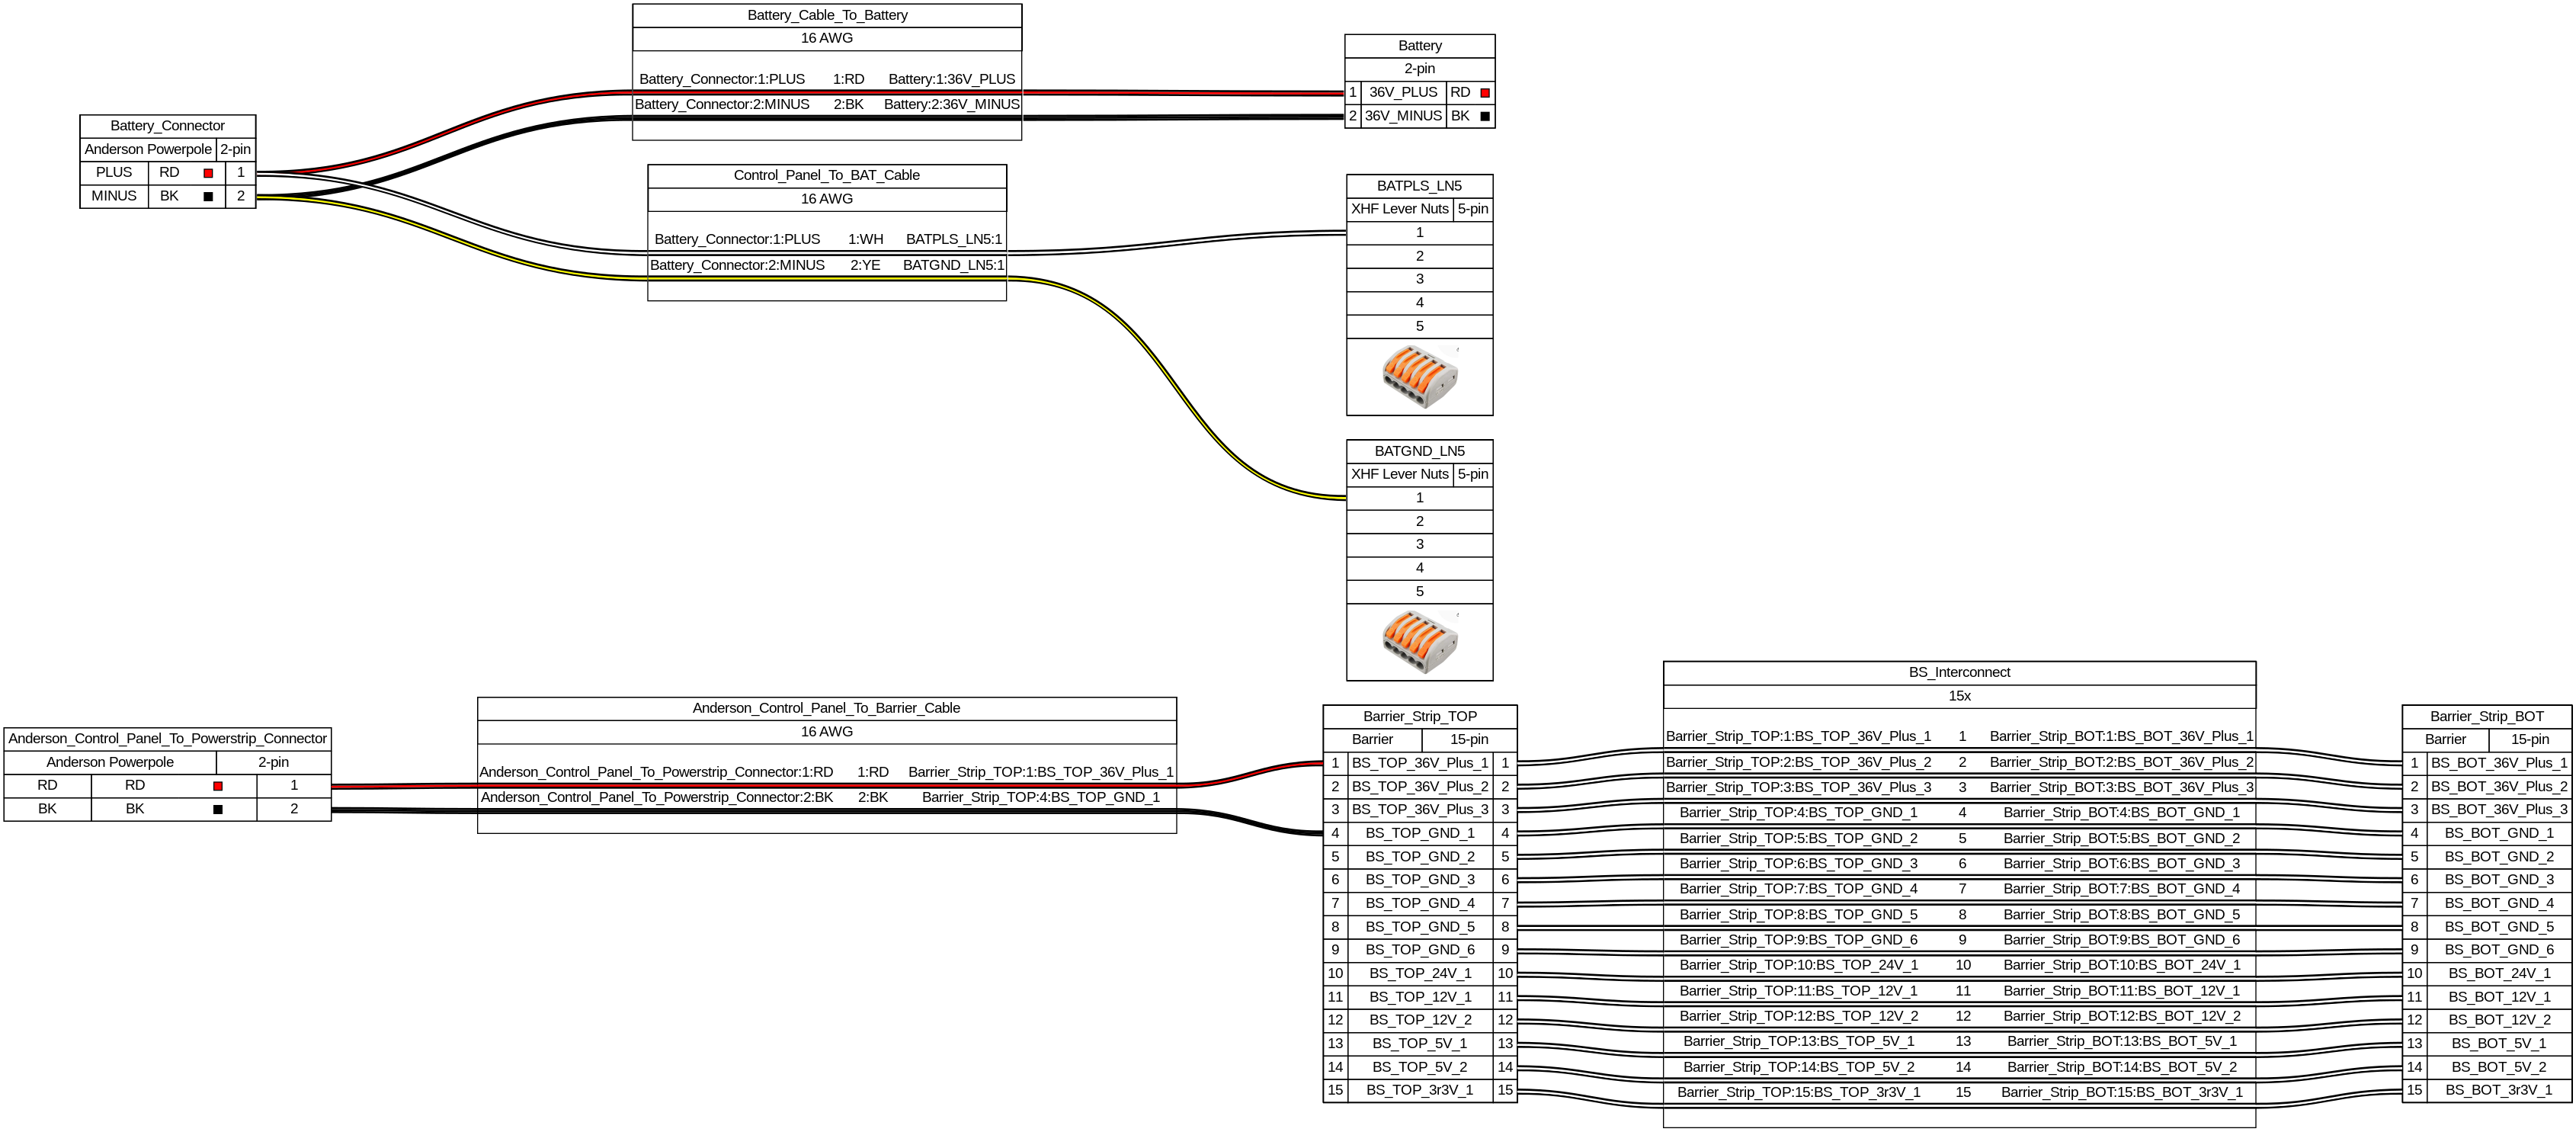 Battery_Cable_To_Battery
16 AWG
Battery_Connector:1:PLUS 1:RD Battery:1:36V_PLUS
Battery_Connector:2:MINUS 2:BK Battery:2:36V_MINUS
Battery
2-pin
1 36V_PLUS RD
2 36V_MINUS BK
Battery_Connector
Anderson Powerpole 2-pin
PLUS RD 1
MINUS BK 2
Control_Panel_To_BAT_Cable
16 AWG
Battery_Connector:1:PLUS 1:WH BATPLS_LN5:1
Battery_Connector:2:MINUS 2:YE BATGND_LN5:1
BATPLS_LN5
XHF Lever Nuts 5-pin
1
2
3
4
5
BATGND_LN5
XHF Lever Nuts 5-pin
1
2
3
4
5
Anderson_Control_Panel_To_Powerstrip_Connector
Anderson Powerpole 2-pin
RD RD 1
BK BK 2
Anderson_Control_Panel_To_Barrier_Cable
16 AWG
Anderson_Control_Panel_To_Powerstrip_Connector:1:RD 1:RD Barrier_Strip_TOP:1:BS_TOP_36V_Plus_1
Anderson_Control_Panel_To_Powerstrip_Connector:2:BK 2:BK Barrier_Strip_TOP:4:BS_TOP_GND_1
Barrier_Strip_TOP
Barrier 15-pin
1 BS_TOP_36V_Plus_1 1
2 BS_TOP_36V_Plus_2 2
3 BS_TOP_36V_Plus_3 3
4 BS_TOP_GND_1 4
5 BS_TOP_GND_2 5
6 BS_TOP_GND_3 6
7 BS_TOP_GND_4 7
8 BS_TOP_GND_5 8
9 BS_TOP_GND_6 9
10 BS_TOP_24V_1 10
11 BS_TOP_12V_1 11
12 BS_TOP_12V_2 12
13 BS_TOP_5V_1 13
14 BS_TOP_5V_2 14
15 BS_TOP_3r3V_1 15
BS_Interconnect
15x
Barrier_Strip_TOP:1:BS_TOP_36V_Plus_1 1 Barrier_Strip_BOT:1:BS_BOT_36V_Plus_1
Barrier_Strip_TOP:2:BS_TOP_36V_Plus_2 2 Barrier_Strip_BOT:2:BS_BOT_36V_Plus_2
Barrier_Strip_TOP:3:BS_TOP_36V_Plus_3 3 Barrier_Strip_BOT:3:BS_BOT_36V_Plus_3
Barrier_Strip_TOP:4:BS_TOP_GND_1 4 Barrier_Strip_BOT:4:BS_BOT_GND_1
Barrier_Strip_TOP:5:BS_TOP_GND_2 5 Barrier_Strip_BOT:5:BS_BOT_GND_2
Barrier_Strip_TOP:6:BS_TOP_GND_3 6 Barrier_Strip_BOT:6:BS_BOT_GND_3
Barrier_Strip_TOP:7:BS_TOP_GND_4 7 Barrier_Strip_BOT:7:BS_BOT_GND_4
Barrier_Strip_TOP:8:BS_TOP_GND_5 8 Barrier_Strip_BOT:8:BS_BOT_GND_5
Barrier_Strip_TOP:9:BS_TOP_GND_6 9 Barrier_Strip_BOT:9:BS_BOT_GND_6
Barrier_Strip_TOP:10:BS_TOP_24V_1 10 Barrier_Strip_BOT:10:BS_BOT_24V_1
Barrier_Strip_TOP:11:BS_TOP_12V_1 11 Barrier_Strip_BOT:11:BS_BOT_12V_1
Barrier_Strip_TOP:12:BS_TOP_12V_2 12 Barrier_Strip_BOT:12:BS_BOT_12V_2
Barrier_Strip_TOP:13:BS_TOP_5V_1 13 Barrier_Strip_BOT:13:BS_BOT_5V_1
Barrier_Strip_TOP:14:BS_TOP_5V_2 14 Barrier_Strip_BOT:14:BS_BOT_5V_2
Barrier_Strip_TOP:15:BS_TOP_3r3V_1 15 Barrier_Strip_BOT:15:BS_BOT_3r3V_1
Barrier_Strip_BOT
Barrier 15-pin
1 BS_BOT_36V_Plus_1
2 BS_BOT_36V_Plus_2
3 BS_BOT_36V_Plus_3
4 BS_BOT_GND_1
5 BS_BOT_GND_2
6 BS_BOT_GND_3
7 BS_BOT_GND_4
8 BS_BOT_GND_5
9 BS_BOT_GND_6
10 BS_BOT_24V_1
11 BS_BOT_12V_1
12 BS_BOT_12V_2
13 BS_BOT_5V_1
14 BS_BOT_5V_2
15 BS_BOT_3r3V_1